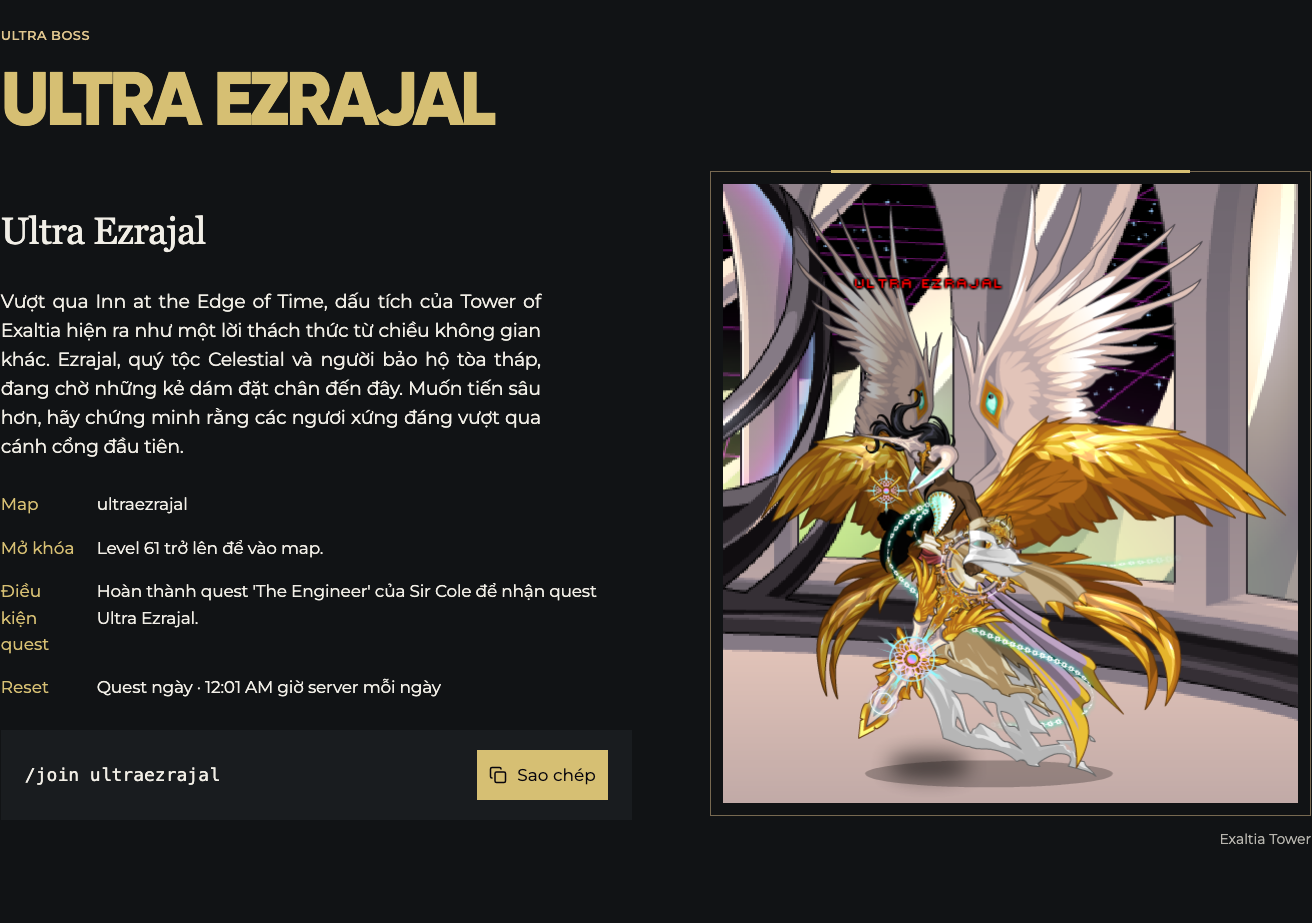 ULTRA BOSS
ULTRA EZRAJAL
Ultra Ezrajal
Vượt qua Inn at the Edge of Time, dấu tích của Tower of
Exaltia hiện ra như một lời thách thức từ chiều không gian
khác. Ezrajal, quý tộc Celestial và người bảo hộ tòa tháp,
đang chờ những kẻ dám đặt chân đến đây. Muốn tiến sâu
hơn, hãy chứng minh rằng các ngươi xứng đáng vượt qua
cánh cổng đầu tiên.
Map ultraezrajal
Mở khóa Level 61 trở lên để vào map.
Điều Hoàn thành quest 'The Engineer' của Sir Cole để nhận quest
kiện Ultra Ezrajal.
quest
Reset Quest ngày · 12:01 AM giờ server mỗi ngày
/join ultraezrajal Sao chép
ULTRA EZRAJAL
Exaltia Tower